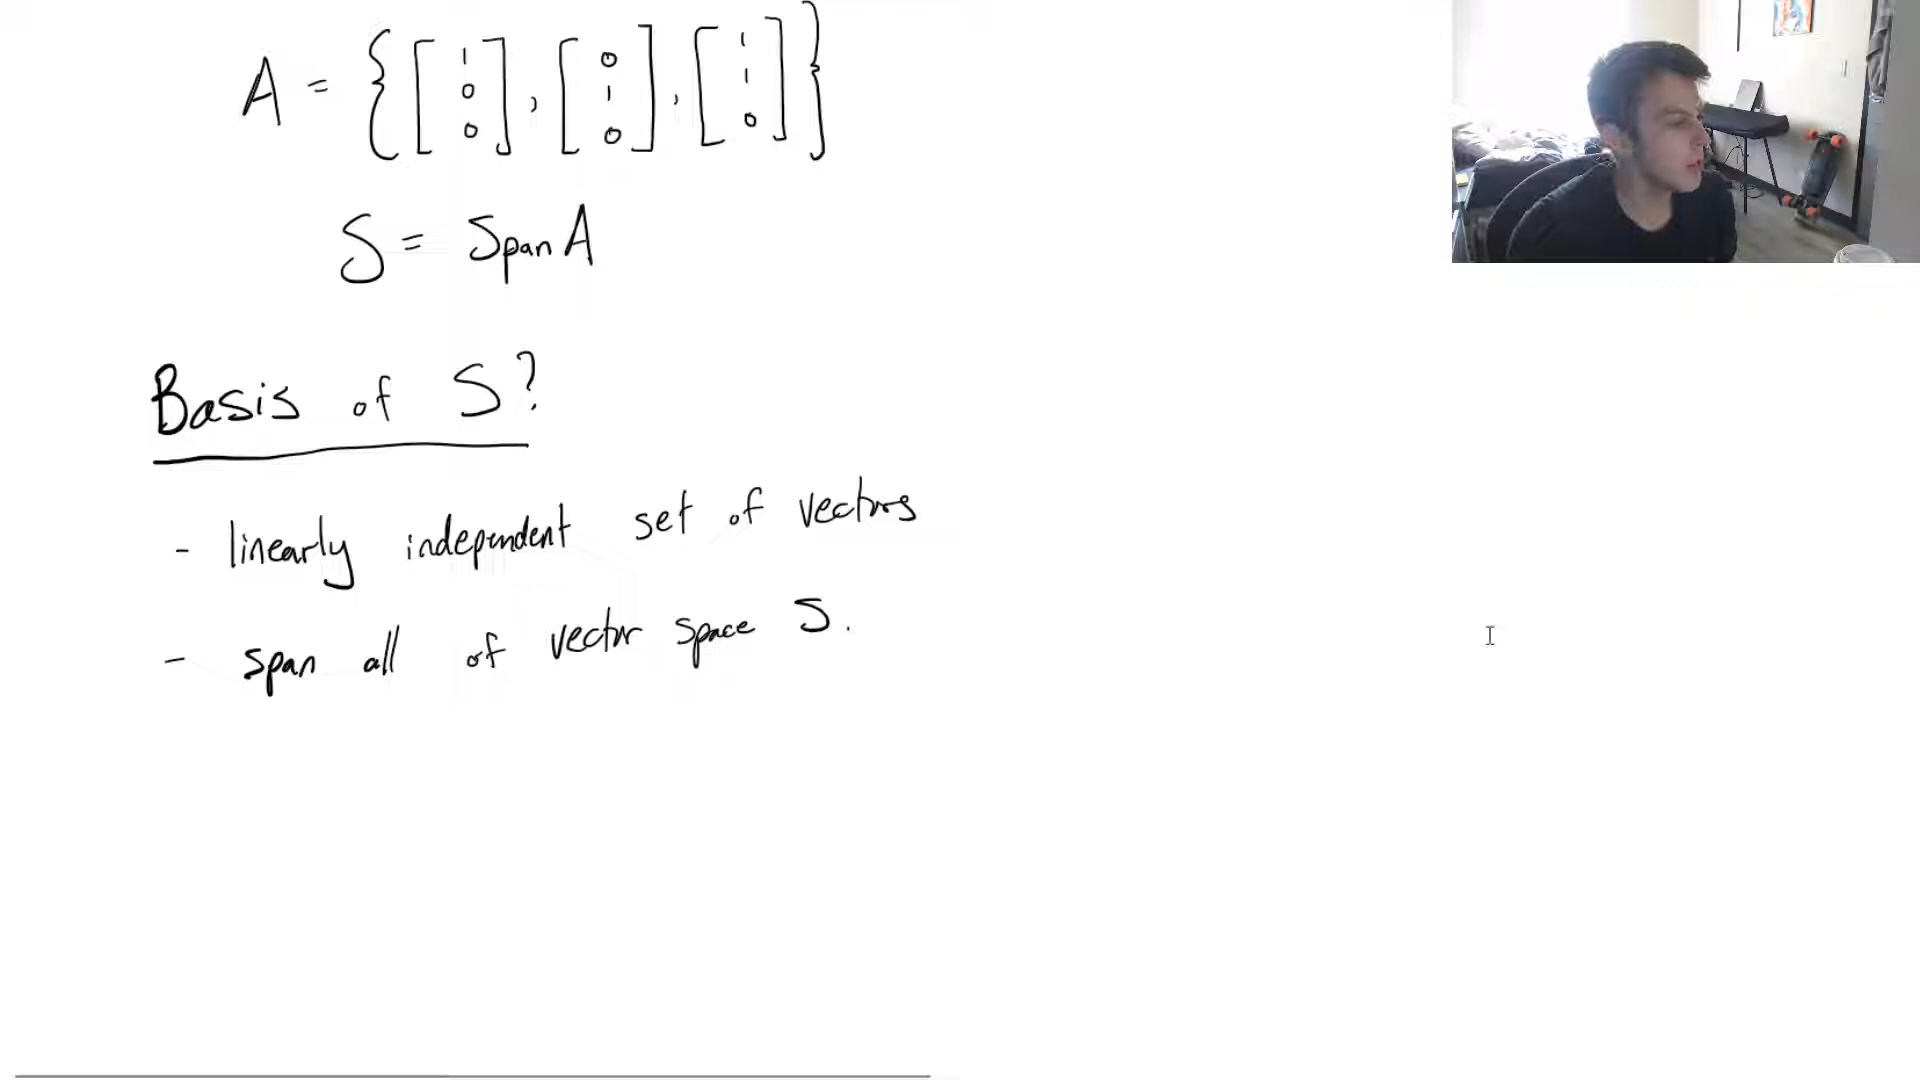 A = {[1 0 0], [0 1 0], [1 1 0]}
S = Span A
Basis of S?
- linearly independent set of vectors
- span all of vector space S.